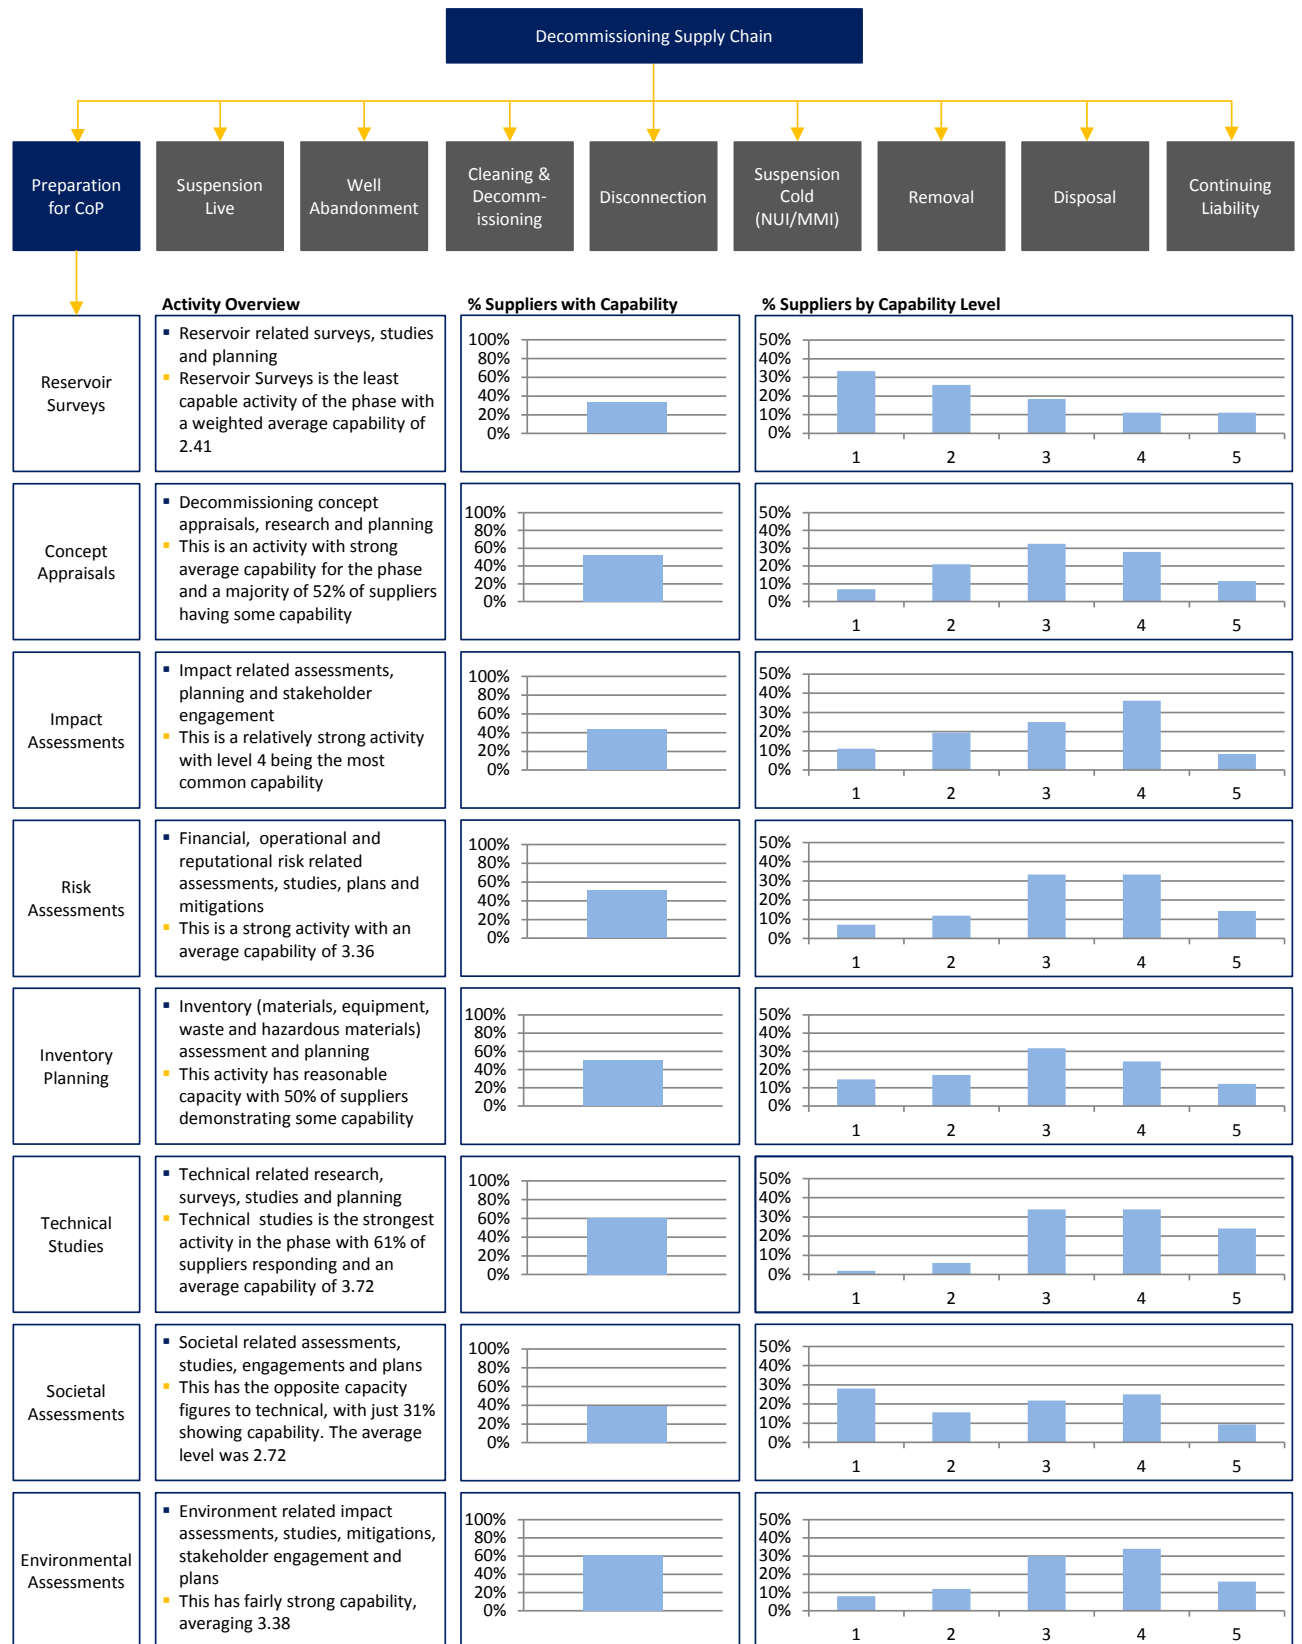 Decommissioning Supply Chain
Preparation
for CoP
Suspension
Live
Well
Abandonment
Cleaning &
Decomm-
issioning
Disconnection
Suspension
Cold
(NUI/MMI)
Removal
Disposal
Continuing
Liability
Activity Overview
% Suppliers with Capability
% Suppliers by Capability Level
Reservoir
Surveys
▪ Reservoir related surveys, studies
and planning
▪ Reservoir Surveys is the least
capable activity of the phase with
a weighted average capability of
2.41
100%
80%
60%
40%
20%
0%
50%
40%
30%
20%
10%
0%
1 2 3 4 5
Concept
Appraisals
▪ Decommissioning concept
appraisals, research and planning
▪ This is an activity with strong
average capability for the phase
and a majority of 52% of suppliers
having some capability
100%
80%
60%
40%
20%
0%
50%
40%
30%
20%
10%
0%
1 2 3 4 5
Impact
Assessments
▪ Impact related assessments,
planning and stakeholder
engagement
▪ This is a relatively strong activity
with level 4 being the most
common capability
100%
80%
60%
40%
20%
0%
50%
40%
30%
20%
10%
0%
1 2 3 4 5
Risk
Assessments
▪ Financial, operational and
reputational risk related
assessments, studies, plans and
mitigations
▪ This is a strong activity with an
average capability of 3.36
100%
80%
60%
40%
20%
0%
50%
40%
30%
20%
10%
0%
1 2 3 4 5
Inventory
Planning
▪ Inventory (materials, equipment,
waste and hazardous materials)
assessment and planning
▪ This activity has reasonable
capacity with 50% of suppliers
demonstrating some capability
100%
80%
60%
40%
20%
0%
50%
40%
30%
20%
10%
0%
1 2 3 4 5
Technical
Studies
▪ Technical related research,
surveys, studies and planning
▪ Technical studies is the strongest
activity in the phase with 61% of
suppliers responding and an
average capability of 3.72
100%
80%
60%
40%
20%
0%
50%
40%
30%
20%
10%
0%
1 2 3 4 5
Societal
Assessments
▪ Societal related assessments,
studies, engagements and plans
▪ This has the opposite capacity
figures to technical, with just 31%
showing capability. The average
level was 2.72
100%
80%
60%
40%
20%
0%
50%
40%
30%
20%
10%
0%
1 2 3 4 5
Environmental
Assessments
▪ Environment related impact
assessments, studies, mitigations,
stakeholder engagement and
plans
▪ This has fairly strong capability,
averaging 3.38
100%
80%
60%
40%
20%
0%
50%
40%
30%
20%
10%
0%
1 2 3 4 5